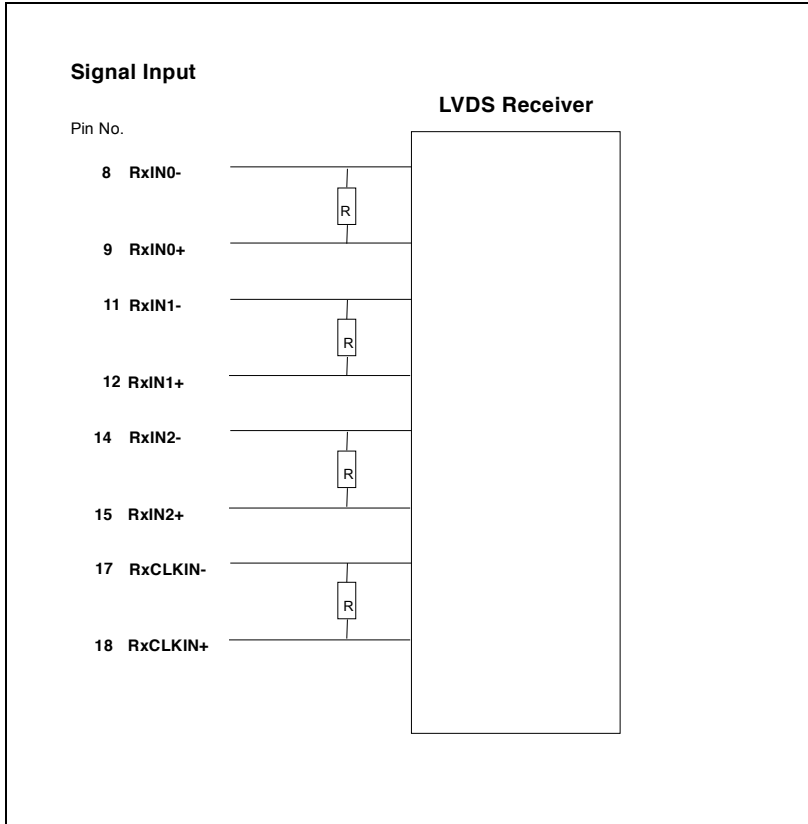 Signal Input
LVDS Receiver
Pin No.
8 RxIN0-
R
9 RxIN0+
11 RxIN1-
R
12 RxIN1+
14 RxIN2-
R
15 RxIN2+
17 RxCLKIN-
R
18 RxCLKIN+